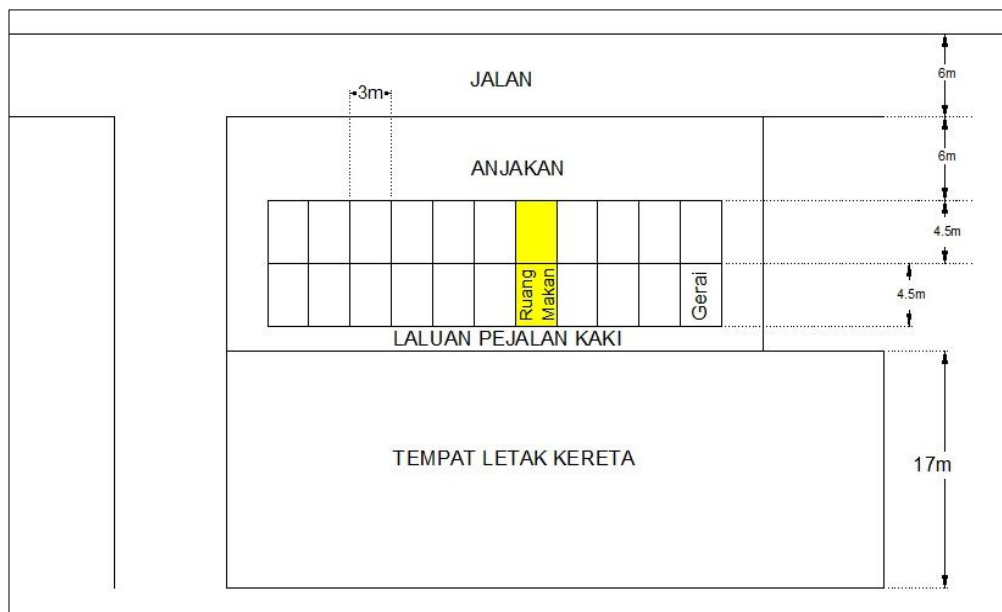 JALAN
6m
3m
ANJAKAN
6m
4.5m
Ruang
Makan
Gerai
4.5m
LALUAN PEJALAN KAKI
TEMPAT LETAK KERETA
17m